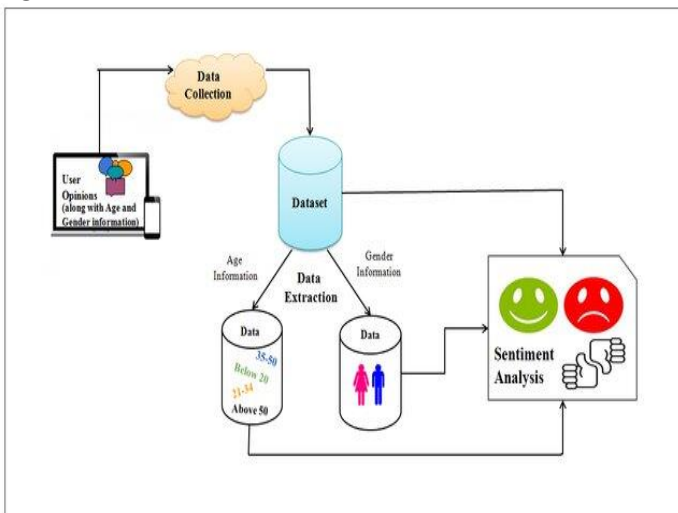 Data
Collection
User
Opinions
(along with Age and
Gender information)
Dataset
Age
Information
Data
Extraction
Gender
Information
Data
35-50
Below 20
21-34
Above 50
Data
Sentiment
Analysis